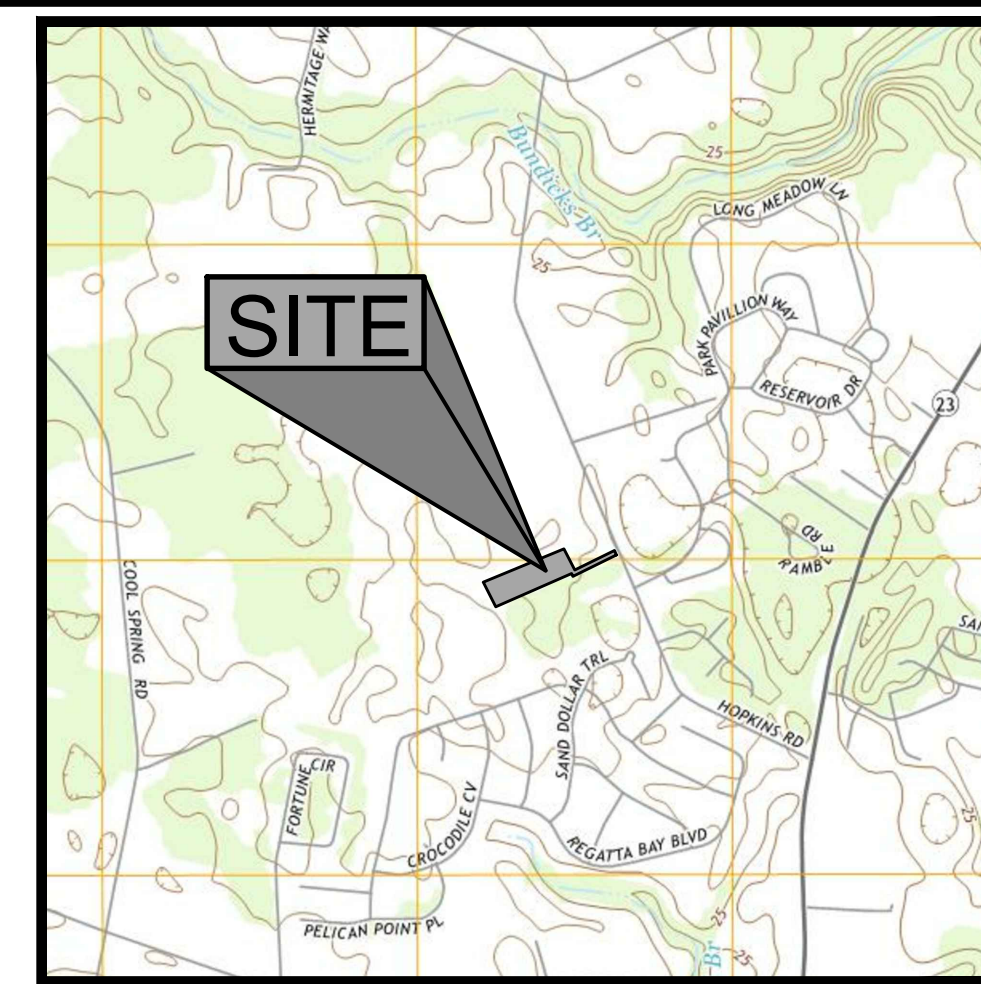 HERMITAGE WA
Bundicks Br
25
LONG MEADOW LN
25
SITE
PARK PAVILLION WAY
RESERVOIR DR
23
RAMBLE RD
COOL SPRING RD
SAND DOLLAR TRL
HOPKINS RD
FORTUNE CIR
CROCODILE CV
REGATTA BAY BLVD
25
PELICAN POINT PL
25
Br
25